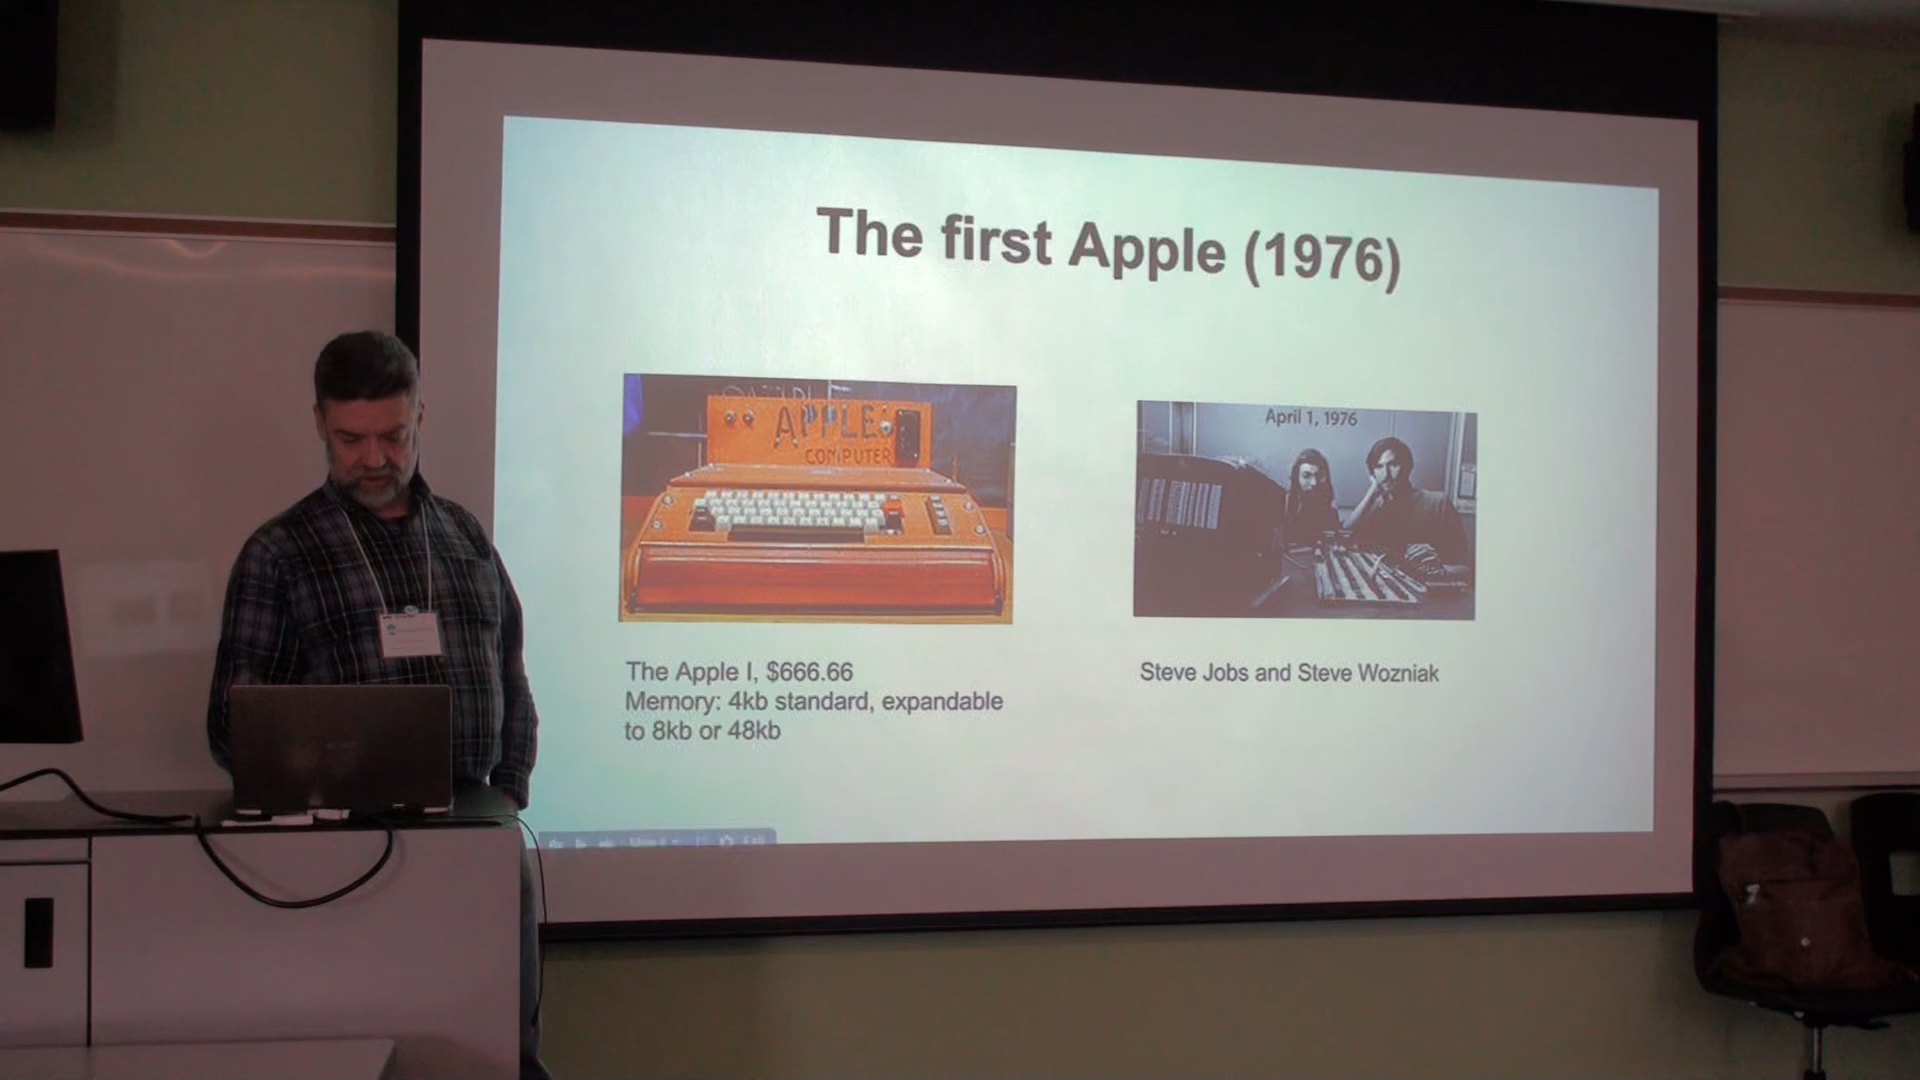 The first Apple (1976)
APPLE
COMPUTER
April 1, 1976
The Apple I, $666.66
Memory: 4kb standard, expandable
to 8kb or 48kb
Steve Jobs and Steve Wozniak